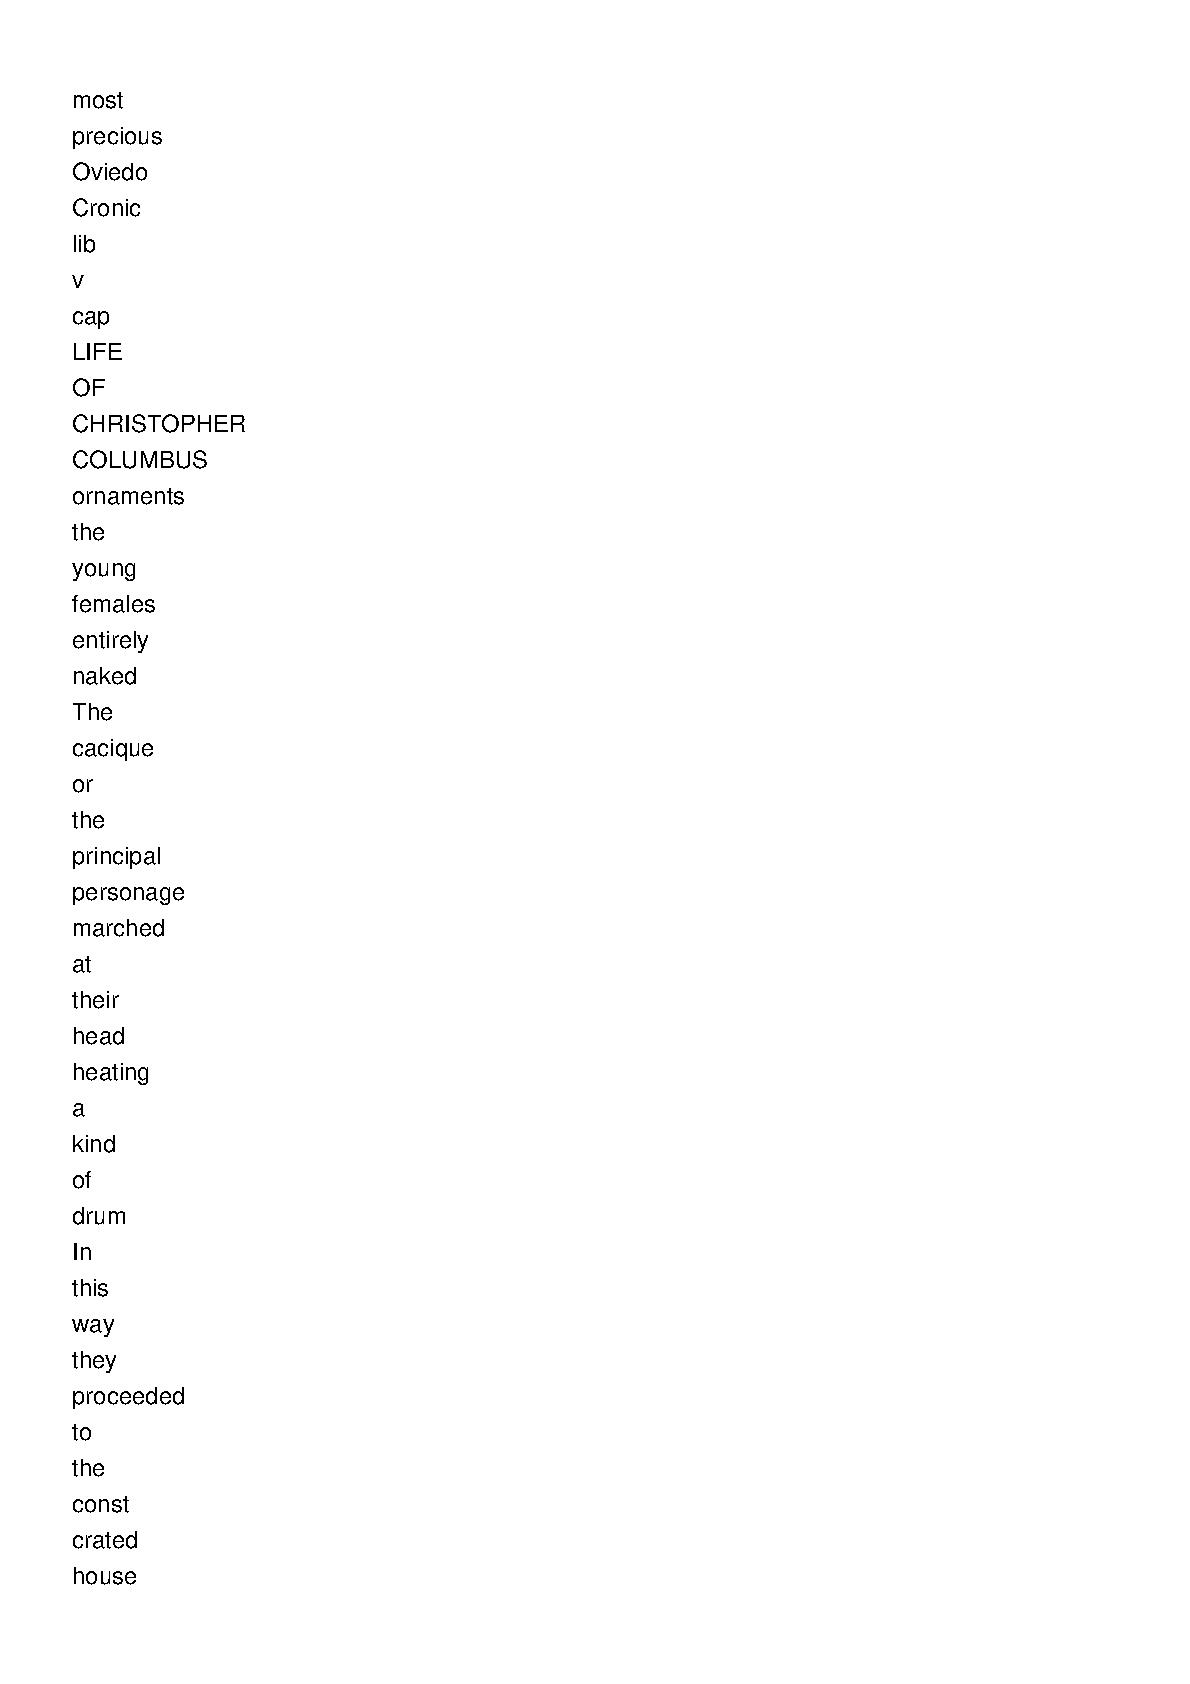 most
precious
Oviedo
Cronic
lib
v
cap
LIFE
OF
CHRISTOPHER
COLUMBUS
ornaments
the
young
females
entirely
naked
The
cacique
or
the
principal
personage
marched
at
their
head
heating
a
kind
of
drum
In
this
way
they
proceeded
to
the
const
crated
house